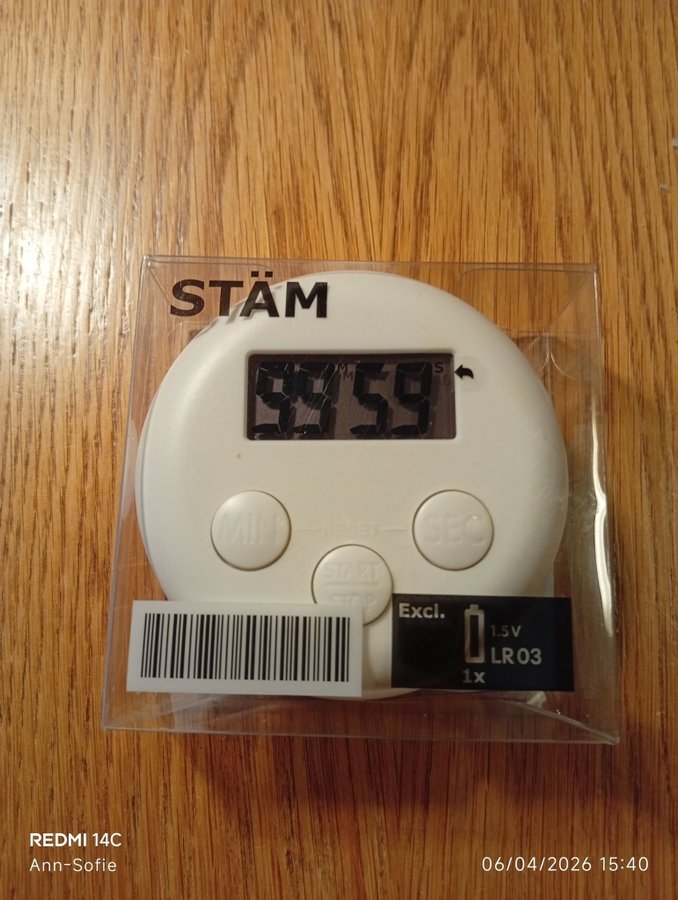 STÄM
99 M 59 S
MIN RESET SEC
START
STOP
Excl.
1.5V
LR03
1x
REDMI 14C
Ann-Sofie
06/04/2026 15:40